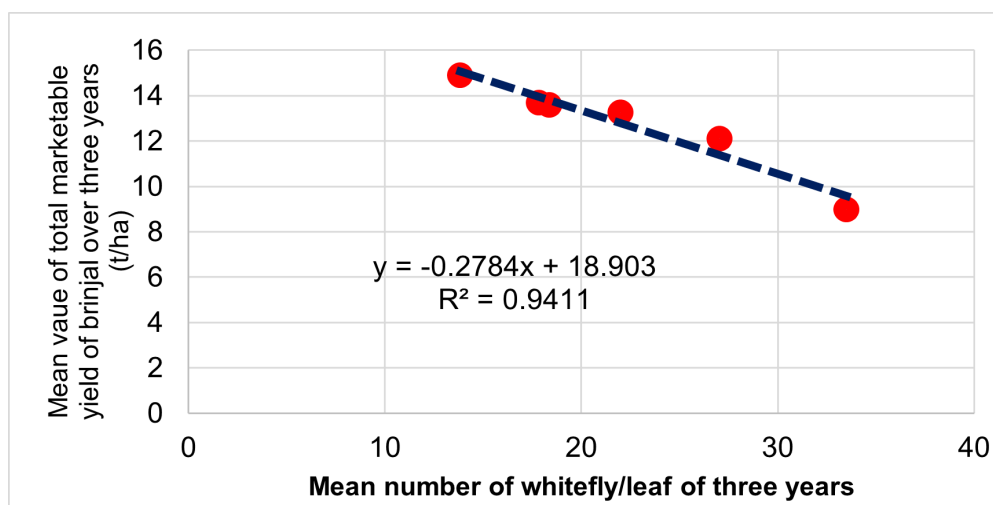 Mean vaue of total marketable
yield of brinjal over three years
(t/ha)
16
14
12
10
8
6
4
2
0
y = -0.2784x + 18.903
R² = 0.9411
0 10 20 30 40
Mean number of whitefly/leaf of three years